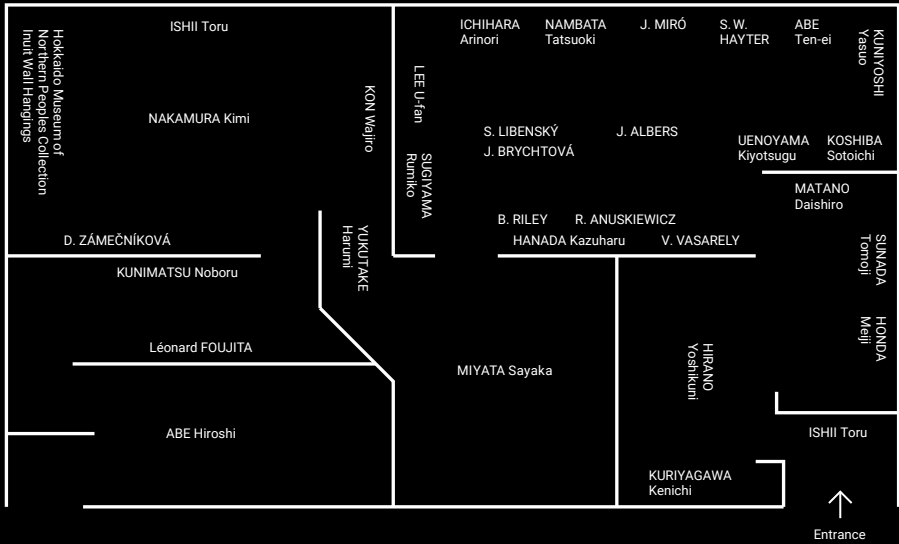 ISHII Toru
ICHIHARA
Arinori
NAMBATA
Tatsuoki
J. MIRÓ
S. W.
HAYTER
ABE
Ten-ei
KUNIYOSHI
Yasuo
Hokkaido Museum of
Northern Peoples Collection
Inuit Wall Hangings
NAKAMURA Kimi
KON Wajiro
LEE U-fan
SUGIYAMA
Rumiko
S. LIBENSKÝ
J. BRYCHTOVÁ
J. ALBERS
UENOYAMA
Kiyotsugu
KOSHIBA
Sotoichi
MATANO
Daishiro
B. RILEY
R. ANUSKIEWICZ
HANADA Kazuharu
V. VASARELY
D. ZÁMEČNÍKOVÁ
YUKUTAKE
Harumi
SUNADA
Tomoji
KUNIMATSU Noboru
HONDA
Meiji
Léonard FOUJITA
MIYATA Sayaka
HIRANO
Yoshikuni
ABE Hiroshi
ISHII Toru
KURIYAGAWA
Kenichi
Entrance